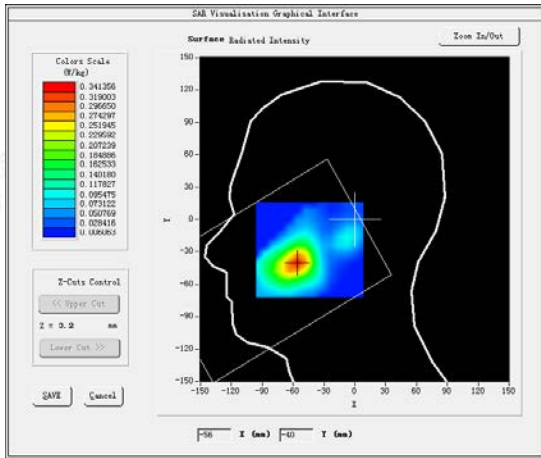 SAR Visualisation Graphical Interface
Surface Radiated Intensity
Zoom In/Out
Colors Scale
(W/kg)
0.341356
0.319003
0.296650
0.274297
0.251945
0.229592
0.207239
0.184886
0.162533
0.140180
0.117827
0.095475
0.073122
0.050769
0.028416
0.006063
Z-Cuts Control
<< Upper Cut
Z = 3.2 mm
Lower Cut >>
SAVE Cancel
150
120
90
60
30
0
-30
-60
-90
-120
-150
Y
-150 -120 -90 -60 -30 0 30 60 90 120 150
X
-56 X (mm) -40 Y (mm)